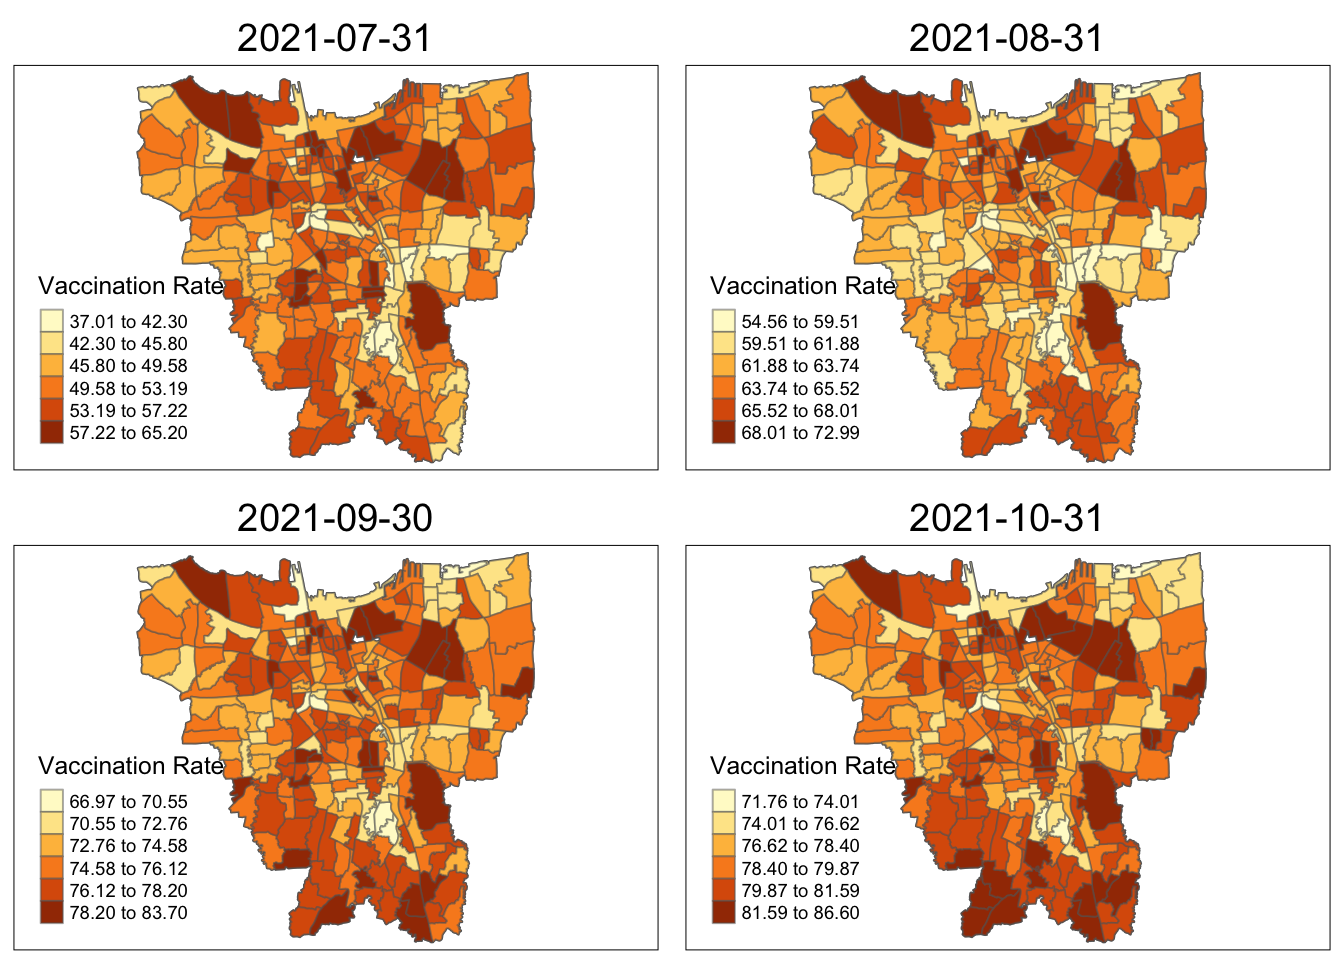 2021-07-31
Vaccination Rate
37.01 to 42.30
42.30 to 45.80
45.80 to 49.58
49.58 to 53.19
53.19 to 57.22
57.22 to 65.20
2021-08-31
Vaccination Rate
54.56 to 59.51
59.51 to 61.88
61.88 to 63.74
63.74 to 65.52
65.52 to 68.01
68.01 to 72.99
2021-09-30
Vaccination Rate
66.97 to 70.55
70.55 to 72.76
72.76 to 74.58
74.58 to 76.12
76.12 to 78.20
78.20 to 83.70
2021-10-31
Vaccination Rate
71.76 to 74.01
74.01 to 76.62
76.62 to 78.40
78.40 to 79.87
79.87 to 81.59
81.59 to 86.60